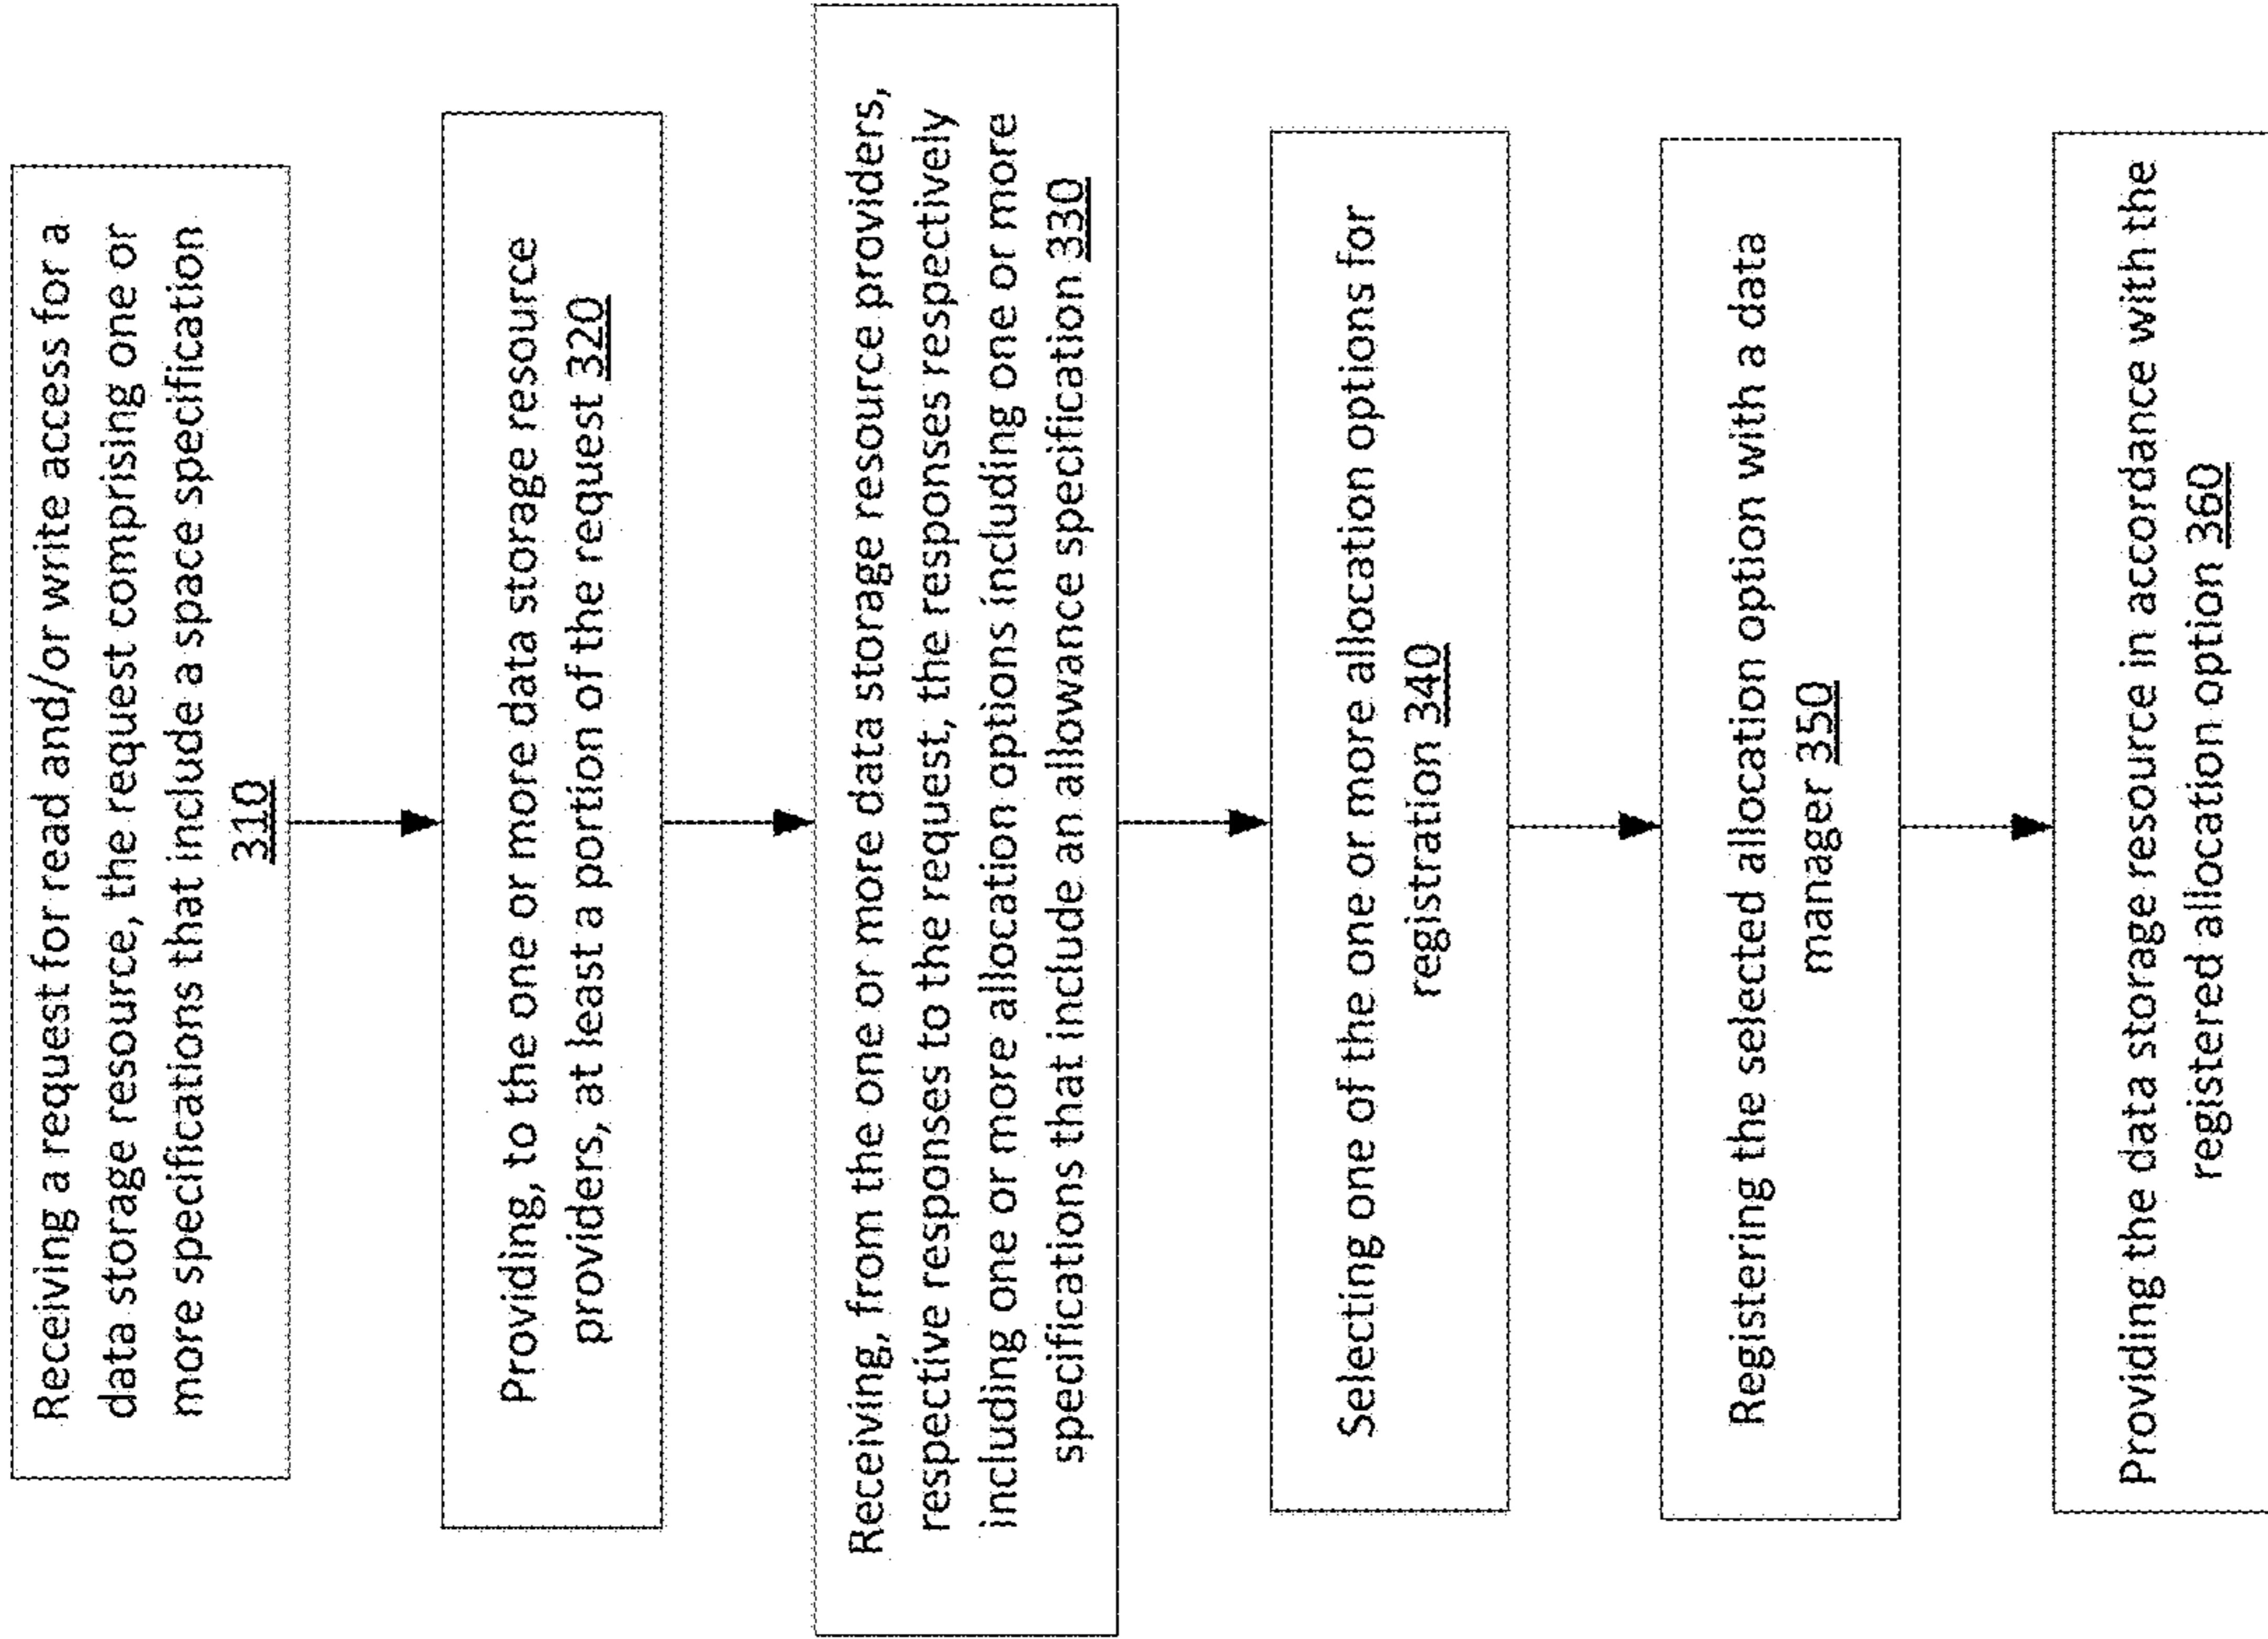 Receiving a request for read and/or write access for a
data storage resource, the request comprising one or
more specifications that include a space specification
310
Providing, to the one or more data storage resource
providers, at least a portion of the request 320
Receiving, from the one or more data storage resource providers,
respective responses to the request, the responses respectively
including one or more allocation options including one or more
specifications that include an allowance specification 330
Selecting one of the one or more allocation options for
registration 340
Registering the selected allocation option with a data
manager 350
Providing the data storage resource in accordance with the
registered allocation option 360